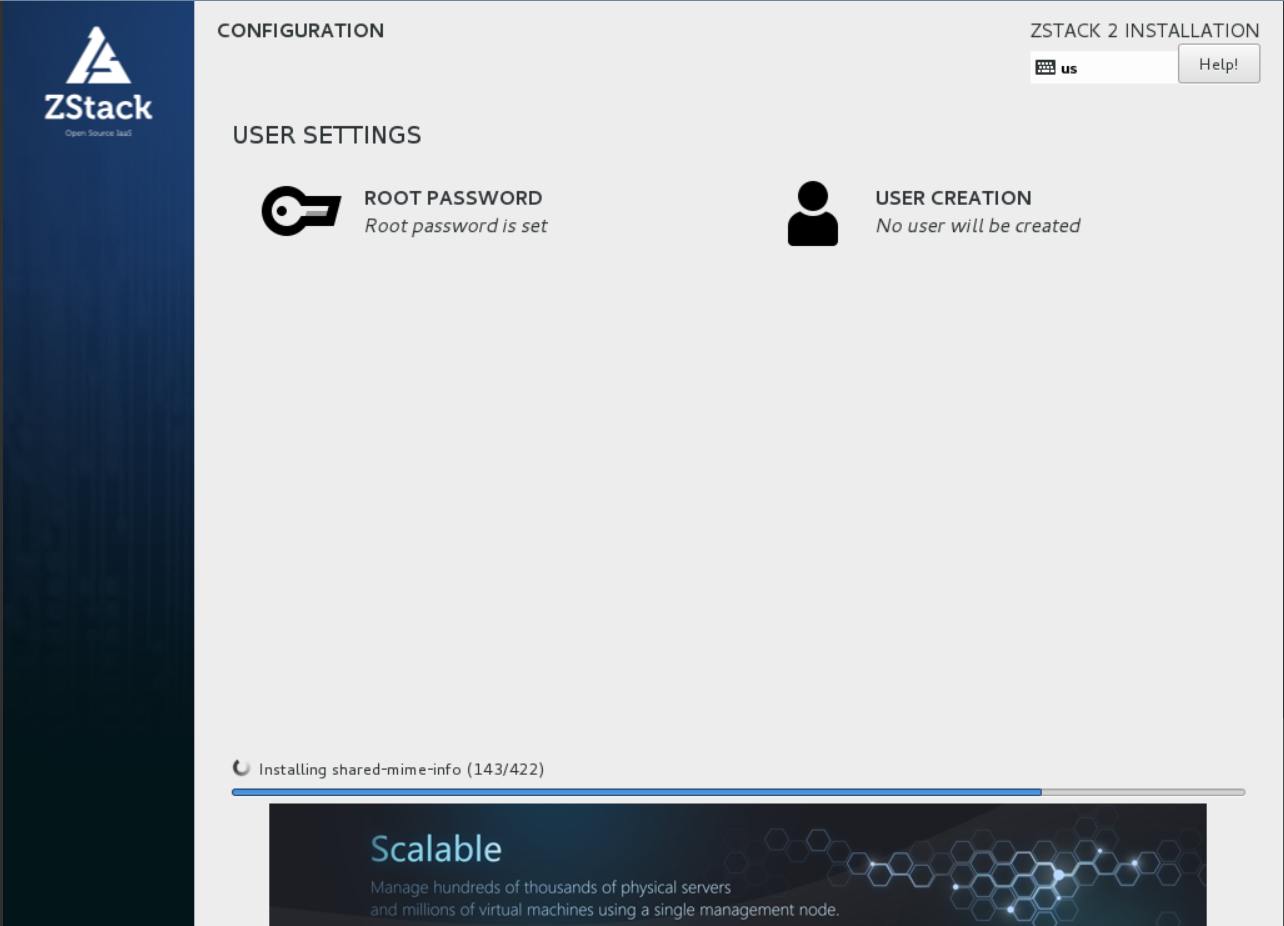 ZStack
Open Source IaaS
CONFIGURATION
ZSTACK 2 INSTALLATION
us
Help!
USER SETTINGS
ROOT PASSWORD
Root password is set
USER CREATION
No user will be created
Installing shared-mime-info (143/422)
Scalable
Manage hundreds of thousands of physical servers
and millions of virtual machines using a single management node.